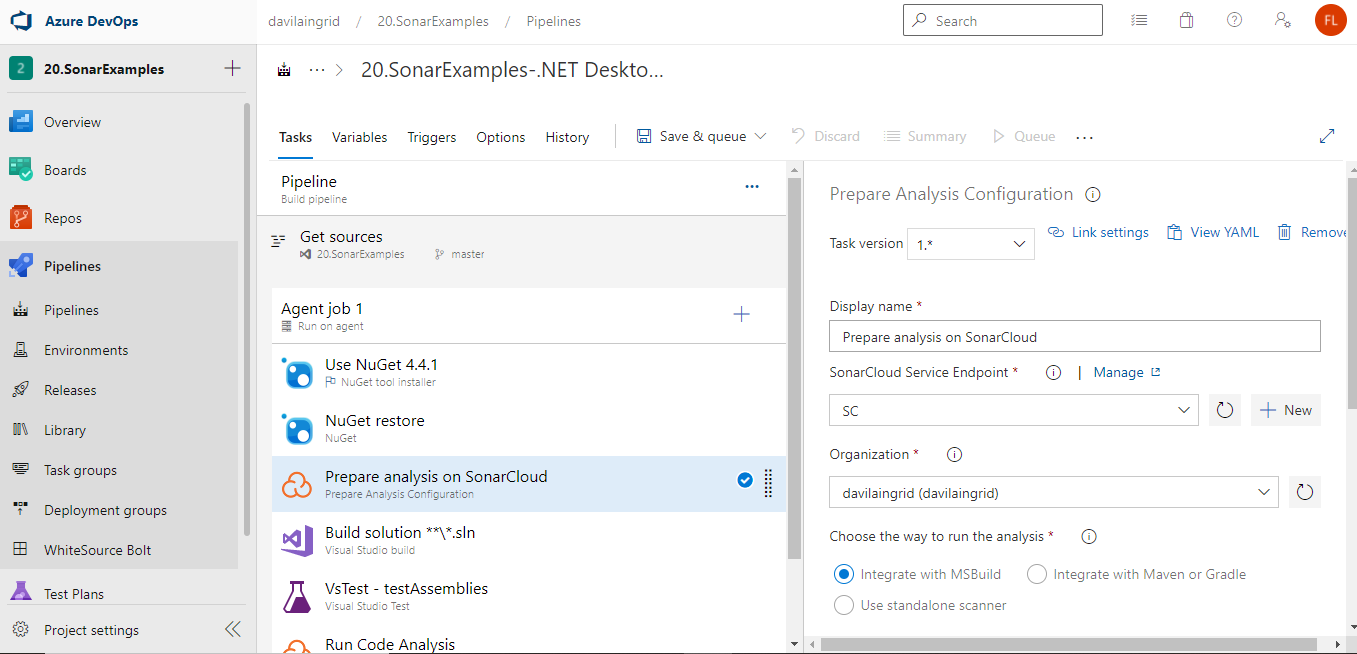 Azure DevOps
davilaingrid / 20.SonarExamples / Pipelines
Search
FL
2 20.SonarExamples
Overview
Boards
Repos
Pipelines
Pipelines
Environments
Releases
Library
Task groups
Deployment groups
WhiteSource Bolt
Test Plans
Project settings
··· > 20.SonarExamples-.NET Deskto...
Tasks Variables Triggers Options History
Save & queue Discard Summary Queue ...
Pipeline
Build pipeline
Get sources
20.SonarExamples master
Agent job 1
Run on agent
Use NuGet 4.4.1
NuGet tool installer
NuGet restore
NuGet
Prepare analysis on SonarCloud
Prepare Analysis Configuration
Build solution **\*.sln
Visual Studio build
VsTest - testAssemblies
Visual Studio Test
Run Code Analysis
Prepare Analysis Configuration
Task version 1.* Link settings View YAML Remove
Display name *
Prepare analysis on SonarCloud
SonarCloud Service Endpoint * | Manage
SC New
Organization *
davilaingrid (davilaingrid)
Choose the way to run the analysis *
Integrate with MSBuild Integrate with Maven or Gradle
Use standalone scanner